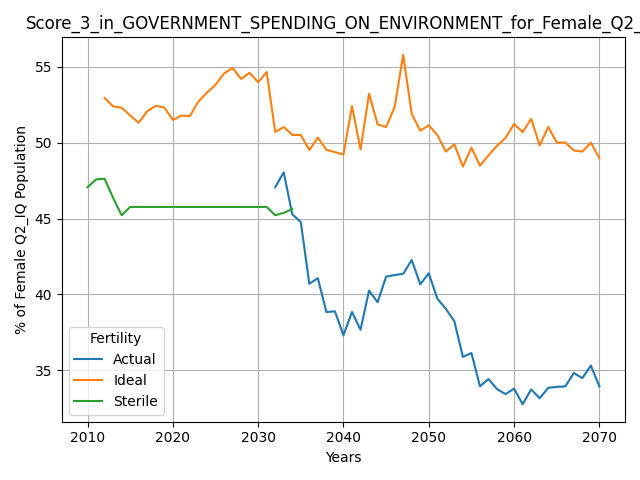 Score_3_in_GOVERNMENT_SPENDING_ON_ENVIRONMENT_for_Female_Q2_
% of Female Q2_IQ Population
55
50
45
40
35
Fertility
Actual
Ideal
Sterile
2010 2020 2030 2040 2050 2060 2070
Years